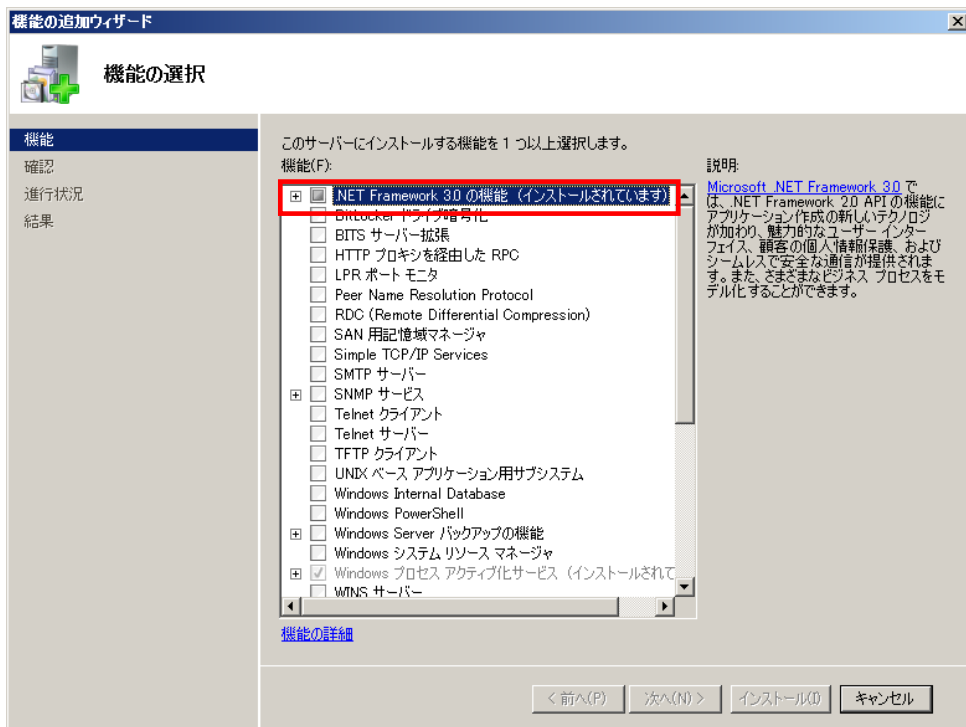 機能の追加ウィザード
機能の選択
機能
確認
進行状況
結果
このサーバーにインストールする機能を 1 つ以上選択します。
機能(F):
.NET Framework 3.0 の機能 (インストールされています)
BitLocker ドライブ暗号化
BITS サーバー拡張
HTTP プロキシを経由した RPC
LPR ポート モニタ
Peer Name Resolution Protocol
RDC (Remote Differential Compression)
SAN 用記憶域マネージャ
Simple TCP/IP Services
SMTP サーバー
SNMP サービス
Telnet クライアント
Telnet サーバー
TFTP クライアント
UNIX ベース アプリケーション用サブシステム
Windows Internal Database
Windows PowerShell
Windows Server バックアップの機能
Windows システム リソース マネージャ
Windows プロセス アクティブ化サービス (インストールされて
WINS サーバー
機能の詳細
説明:
Microsoft .NET Framework 3.0 で
は、.NET Framework 2.0 API の機能に
アプリケーション作成の新しいテクノロジ
が加わり、魅力的なユーザー インター
フェイス、顧客の個人情報保護、および
シームレスで安全な通信が提供されま
す。また、さまざまなビジネス プロセスをモ
デル化することができます。
< 前へ(P)
次へ(N) >
インストール(I)
キャンセル